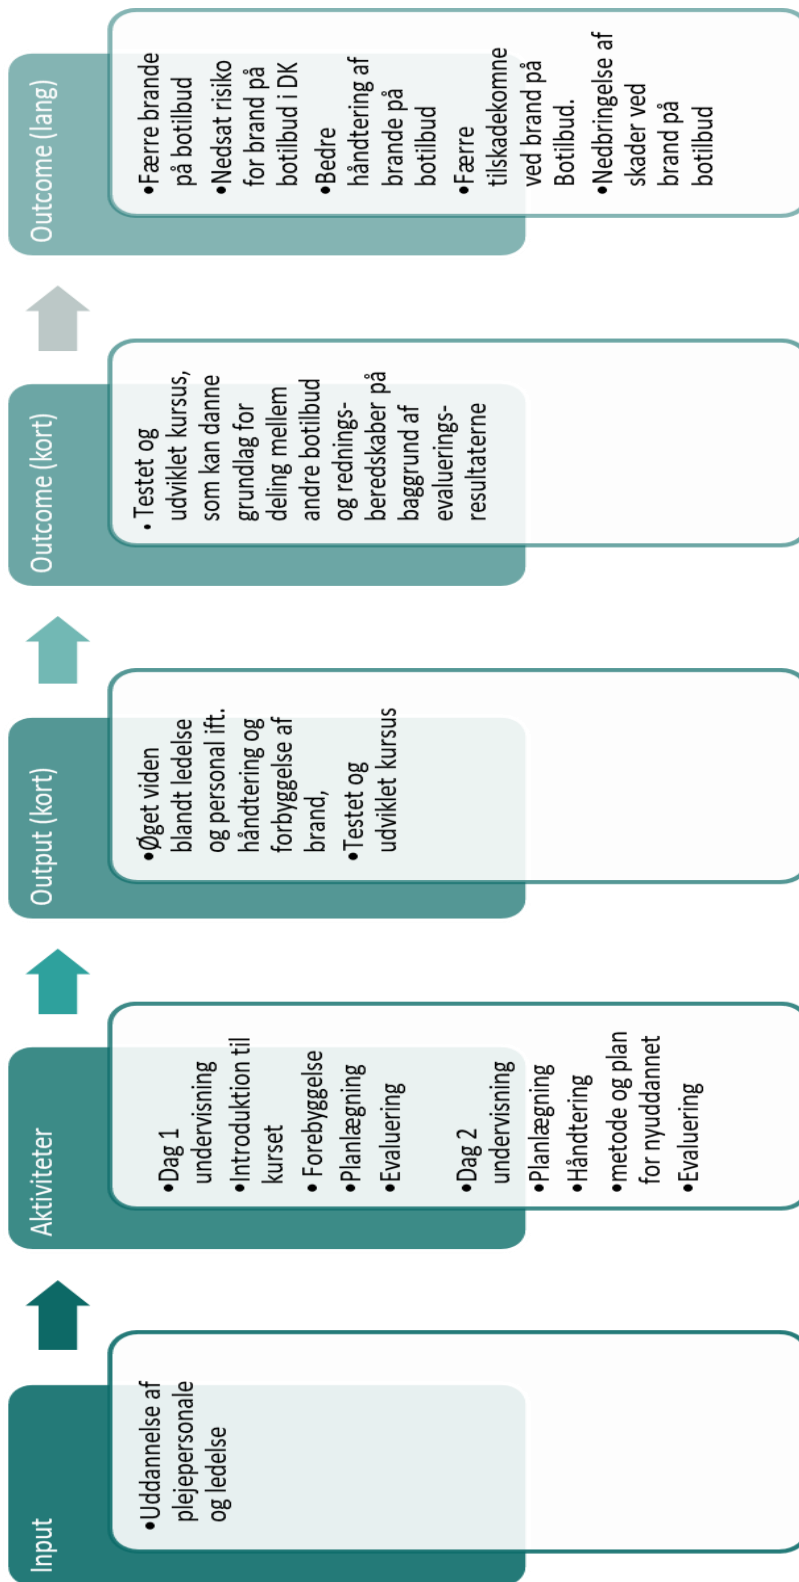 Input
•Uddannelse af
plejepersonale
og ledelse
Aktiviteter
•Dag 1
undervisning
•Introduktion til
kurset
• Forebyggelse
•Planlægning
•Evaluering
•Dag 2
undervisning
•Planlægning
•Håndtering
•metode og plan
for nyuddannet
•Evaluering
Output (kort)
•Øget viden
blandt ledelse
og personal ift.
håndtering og
forbyggelse af
brand,
•Testet og
udviklet kursus
Outcome (kort)
• Testet og
udviklet kursus,
som kan danne
grundlag for
deling mellem
andre botilbud
og rednings-
beredskaber på
baggrund af
evaluerings-
resultaterne
Outcome (lang)
•Færre brande
på botilbud
•Nedsat risiko
for brand på
botilbud i DK
•Bedre
håndtering af
brande på
botilbud
•Færre
tilskadekomne
ved brand på
Botilbud.
•Nedbringelse af
skader ved
brand på
botilbud